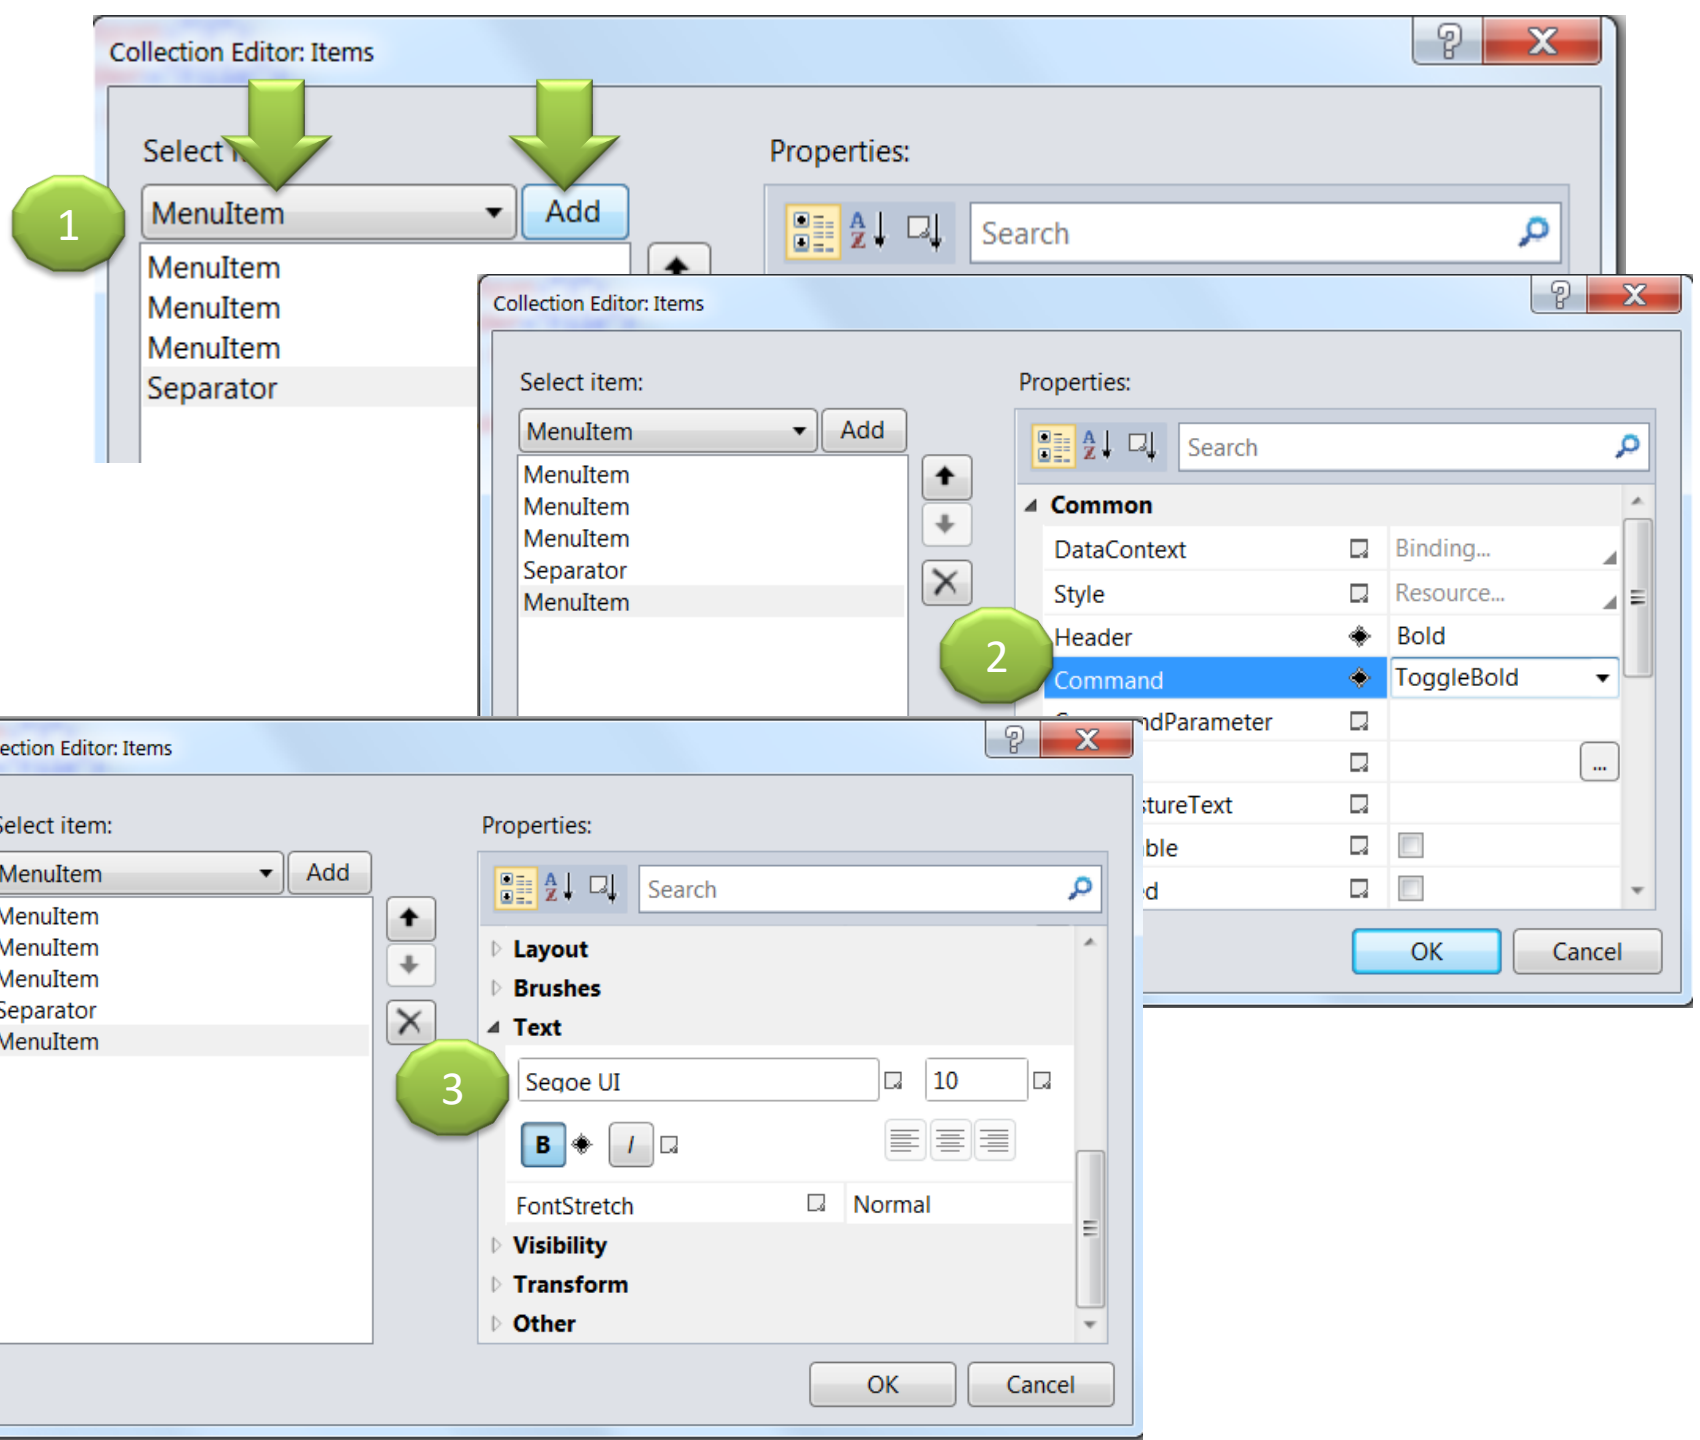 Collection Editor: Items
Select
Properties:
1
MenuItem
Add
Search
MenuItem
MenuItem
MenuItem
Separator
Collection Editor: Items
Select item:
Properties:
MenuItem
Add
Search
MenuItem
MenuItem
MenuItem
Separator
MenuItem
Common
DataContext
Binding...
Style
Resource...
2
Header
Bold
Command
ToggleBold
ndParameter
...
stureText
ble
d
OK
Cancel
ection Editor: Items
Select item:
Properties:
MenuItem
Add
Search
MenuItem
MenuItem
MenuItem
Separator
MenuItem
Layout
Brushes
Text
3
Segoe UI
10
B
I
FontStretch
Normal
Visibility
Transform
Other
OK
Cancel